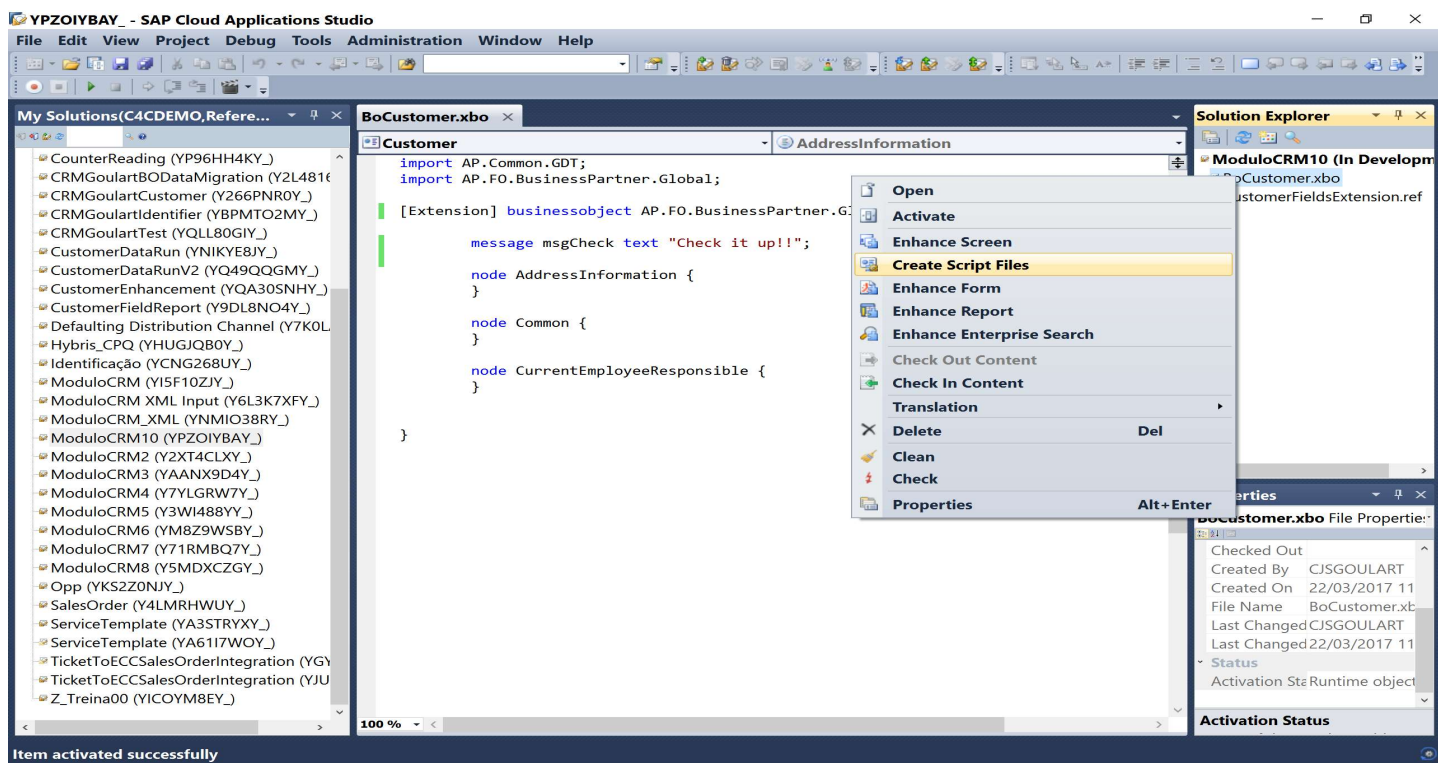 YPZOIYBAY_ - SAP Cloud Applications Studio
File Edit View Project Debug Tools Administration Window Help
My Solutions(C4CDEMO,Refere...
CounterReading (YP96HH4KY_)
CRMGoulartBODataMigration (Y2L4816
CRMGoulartCustomer (Y266PNR0Y_)
CRMGoulartIdentifier (YBPMTO2MY_)
CRMGoulartTest (YQLL80GIY_)
CustomerDataRun (YNIKYE8JY_)
CustomerDataRunV2 (YQ49QQGMY_)
CustomerEnhancement (YQA30SNHY_)
CustomerFieldReport (Y9DL8NO4Y_)
Defaulting Distribution Channel (Y7K0L
Hybris_CPQ (YHUGJQB0Y_)
Identificação (YCNG268UY_)
ModuloCRM (YI5F10ZJY_)
ModuloCRM XML Input (Y6L3K7XFY_)
ModuloCRM_XML (YNMIO38RY_)
ModuloCRM10 (YPZOIYBAY_)
ModuloCRM2 (Y2XT4CLXY_)
ModuloCRM3 (YAANX9D4Y_)
ModuloCRM4 (Y7YLGRW7Y_)
ModuloCRM5 (Y3WI488YY_)
ModuloCRM6 (YM8Z9WSBY_)
ModuloCRM7 (Y71RMBQ7Y_)
ModuloCRM8 (Y5MDXCZGY_)
Opp (YKS2Z0NJY_)
SalesOrder (Y4LMRHWUY_)
ServiceTemplate (YA3STRYXY_)
ServiceTemplate (YA61I7WOY_)
TicketToECCSalesOrderIntegration (YGY
TicketToECCSalesOrderIntegration (YJU
Z_Treina00 (YICOYM8EY_)
BoCustomer.xbo
Customer
AddressInformation
import AP.Common.GDT;
import AP.FO.BusinessPartner.Global;
[Extension] businessobject AP.FO.BusinessPartner.Gl
message msgCheck text "Check it up!!";
node AddressInformation {
}
node Common {
}
node CurrentEmployeeResponsible {
}
}
100 %
Open
Activate
Enhance Screen
Create Script Files
Enhance Form
Enhance Report
Enhance Enterprise Search
Check Out Content
Check In Content
Translation
Delete Del
Clean
Check
Properties Alt+Enter
Solution Explorer
ModuloCRM10 (In Developm
BoCustomer.xbo
ustomerFieldsExtension.ref
erties
BoCustomer.xbo File Propertie
Checked Out
Created By CJSGOULART
Created On 22/03/2017 11
File Name BoCustomer.xb
Last Changed CJSGOULART
Last Changed 22/03/2017 11
Status
Activation Sta Runtime object
Activation Status
Item activated successfully